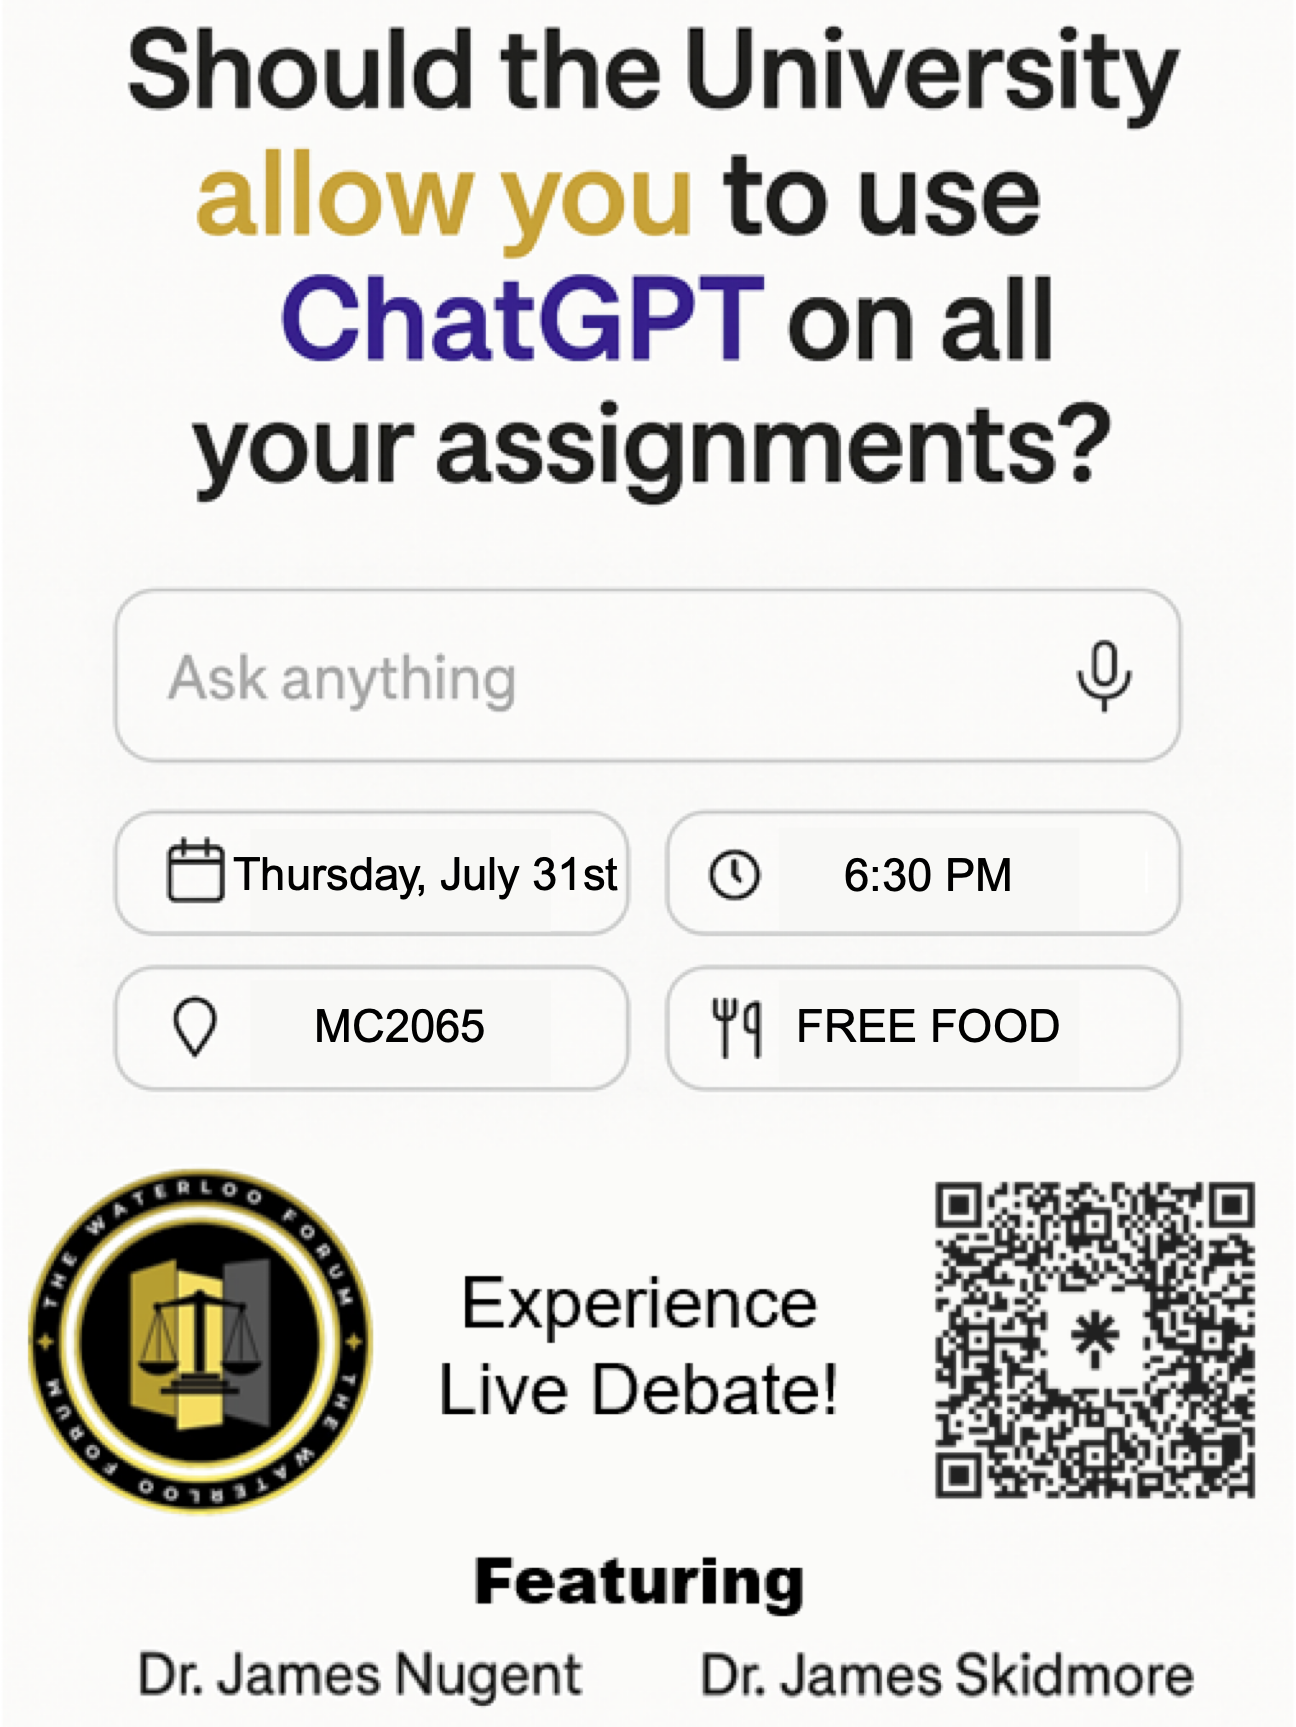 Should the University
allow you to use
ChatGPT on all
your assignments?
Ask anything
Thursday, July 31st
6:30 PM
MC2065
FREE FOOD
THE WATERLOO FORUM
THE WATERLOO FORUM
Experience
Live Debate!
Featuring
Dr. James Nugent
Dr. James Skidmore